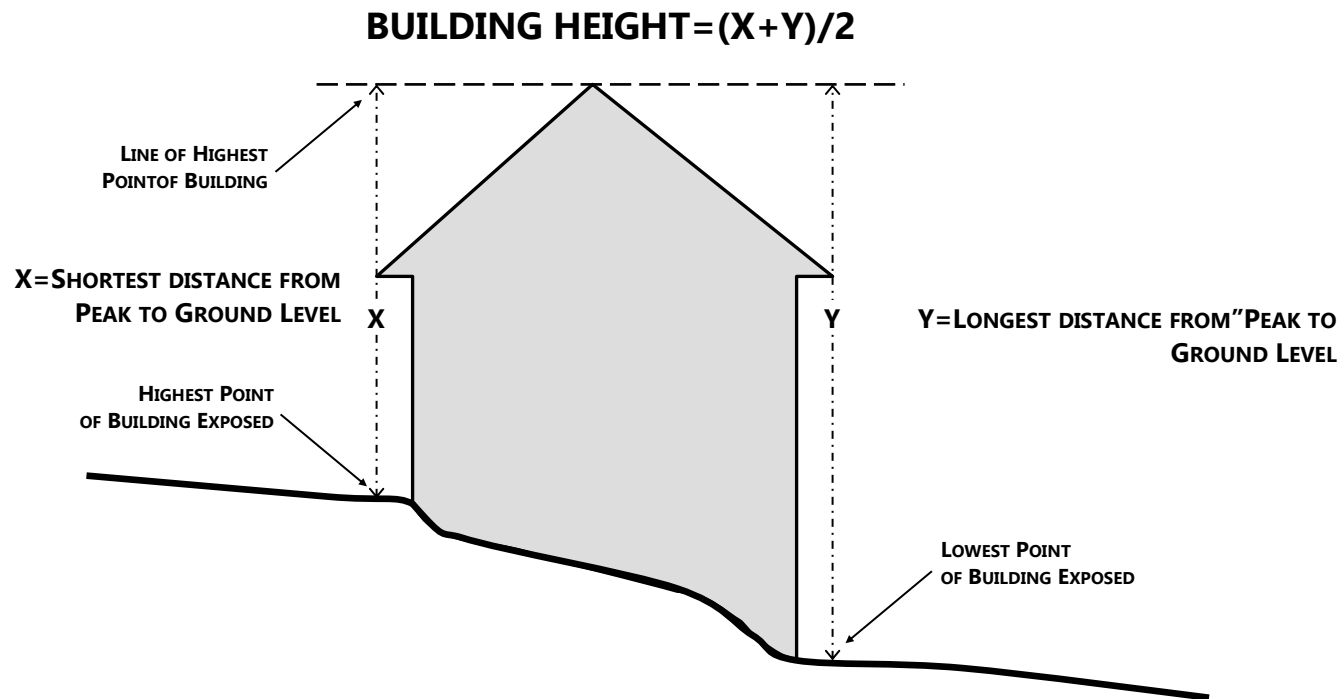 BUILDING HEIGHT=(X+Y)/2
LINE OF HIGHEST
POINTOF BUILDING
X=SHORTEST DISTANCE FROM
PEAK TO GROUND LEVEL
X
Y
Y=LONGEST DISTANCE FROM”PEAK TO
GROUND LEVEL
HIGHEST POINT
OF BUILDING EXPOSED
LOWEST POINT
OF BUILDING EXPOSED